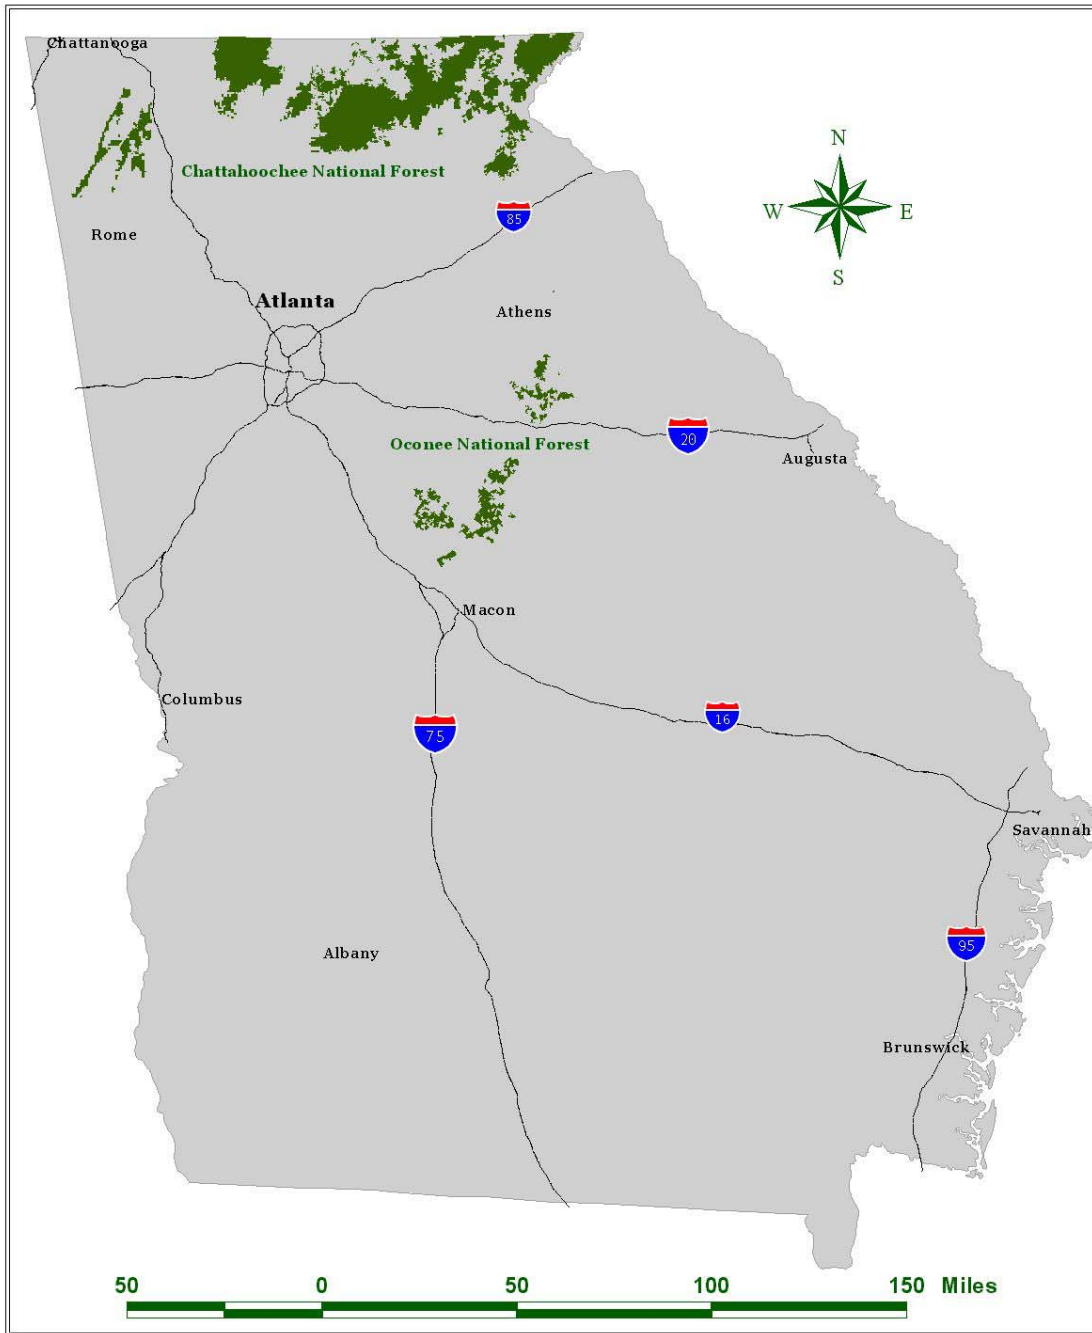 Chattanooga
N
Chattahoochee National Forest
W
E
85
Rome
S
Atlanta
Athens
20
Oconee National Forest
Augusta
Macon
Columbus
16
75
Savannah
95
Albany
Brunswick
50 0 50 100 150 Miles